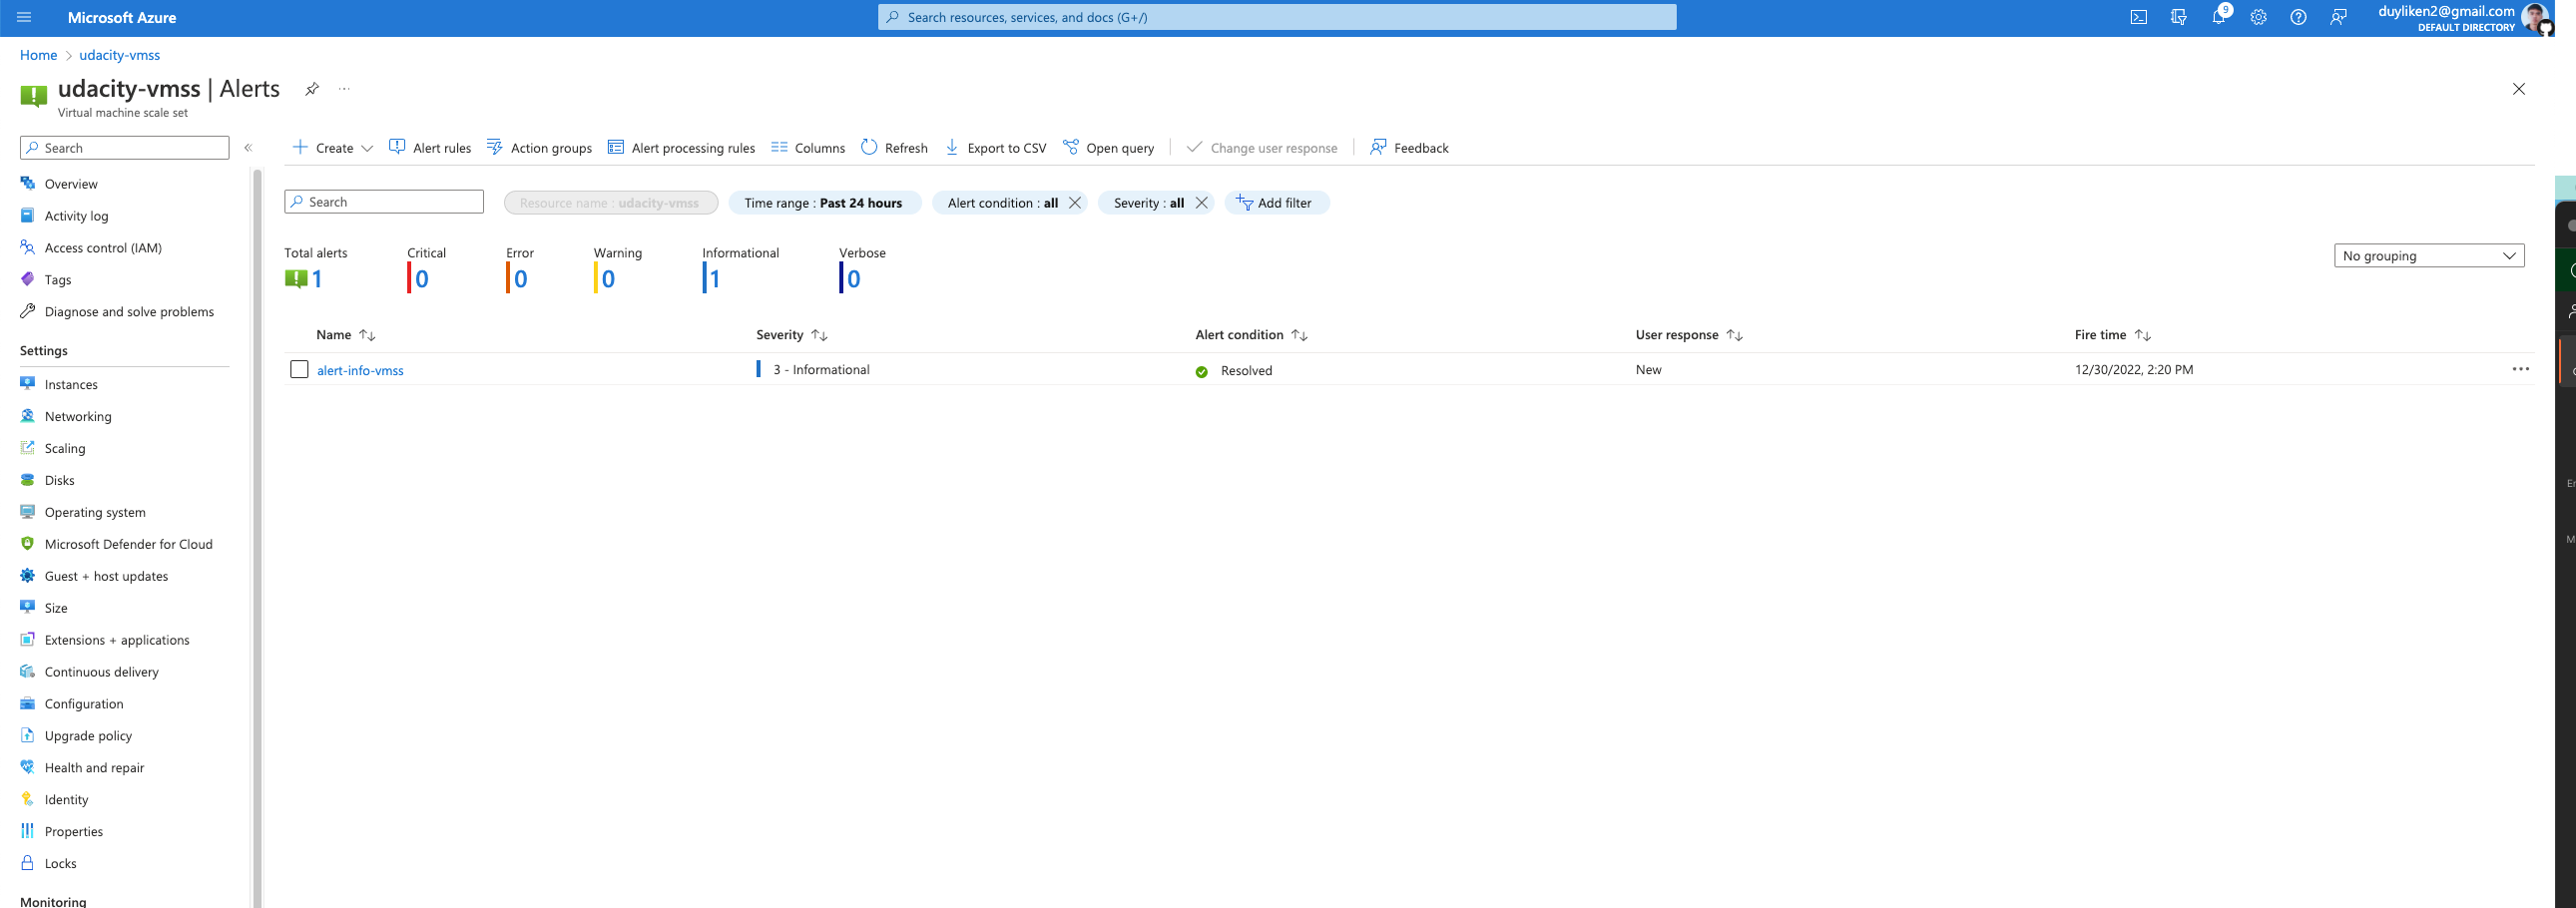 Microsoft Azure
Search resources, services, and docs (G+/)
9
duyliken2@gmail.com
DEFAULT DIRECTORY
Home > udacity-vmss
udacity-vmss | Alerts
Virtual machine scale set
Search
Create
Alert rules
Action groups
Alert processing rules
Columns
Refresh
Export to CSV
Open query
Change user response
Feedback
Overview
Activity log
Access control (IAM)
Tags
Diagnose and solve problems
Settings
Instances
Networking
Scaling
Disks
Operating system
Microsoft Defender for Cloud
Guest + host updates
Size
Extensions + applications
Continuous delivery
Configuration
Upgrade policy
Health and repair
Identity
Properties
Locks
Monitoring
Search
Resource name : udacity-vmss
Time range : Past 24 hours
Alert condition : all
Severity : all
Add filter
Total alerts
1
Critical
0
Error
0
Warning
0
Informational
1
Verbose
0
No grouping
Name
Severity
Alert condition
User response
Fire time
alert-info-vmss
3 - Informational
Resolved
New
12/30/2022, 2:20 PM